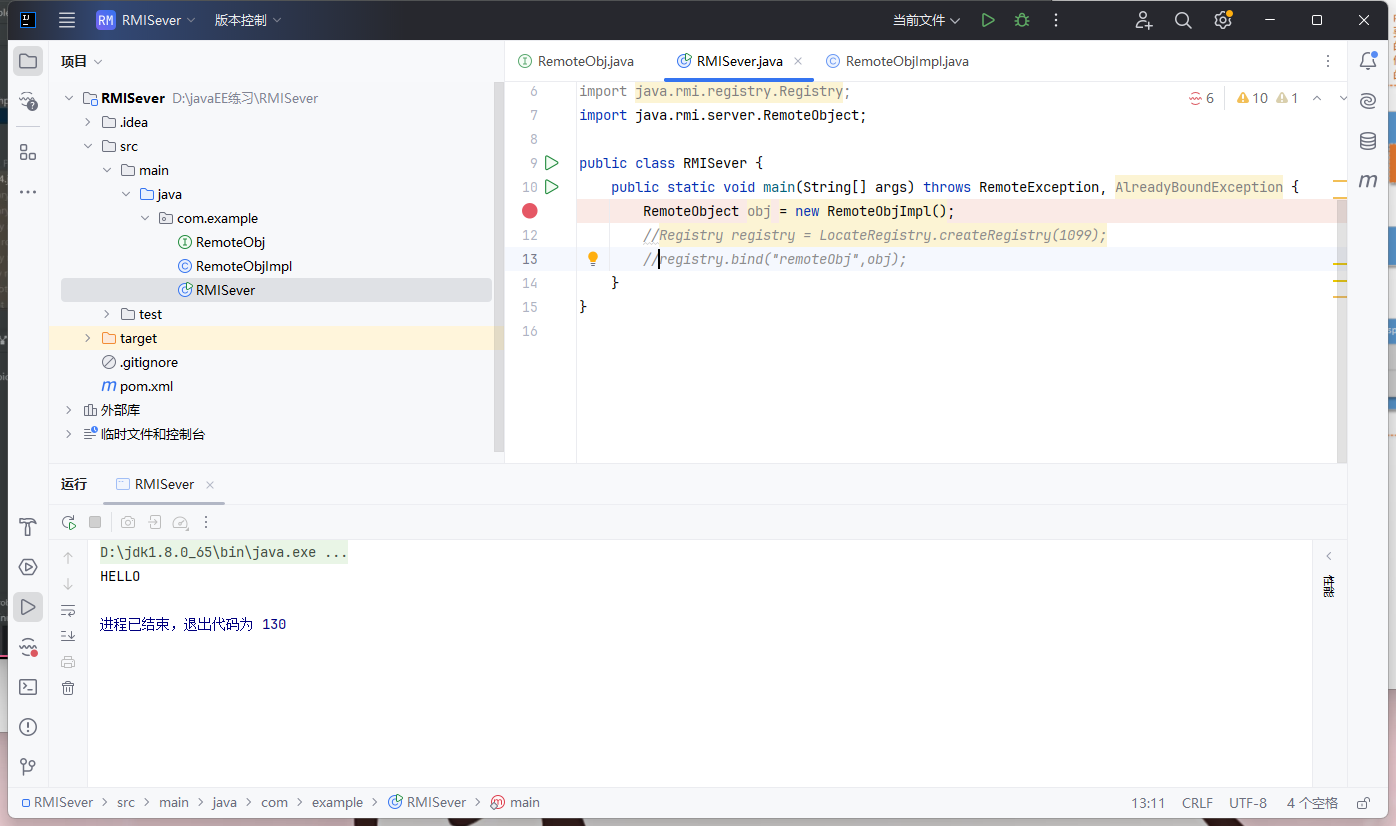 RM RMISever 版本控制 当前文件
项目
RemoteObj.java RMISever.java RemoteObjImpl.java
RMISever D:\javaEE练习\RMISever
.idea
src
main
java
com.example
RemoteObj
RemoteObjImpl
RMISever
test
target
.gitignore
pom.xml
外部库
临时文件和控制台
6 10 1
6 import java.rmi.registry.Registry;
7 import java.rmi.server.RemoteObject;
8
9 public class RMISever {
10 public static void main(String[] args) throws RemoteException, AlreadyBoundException {
RemoteObject obj = new RemoteObjImpl();
12 //Registry registry = LocateRegistry.createRegistry(1099);
13 //registry.bind("remoteObj",obj);
14 }
15 }
16
运行 RMISever
D:\jdk1.8.0_65\bin\java.exe ...
HELLO
进程已结束，退出代码为 130
性能
RMISever > src > main > java > com > example > RMISever > main
13:11 CRLF UTF-8 4 个空格